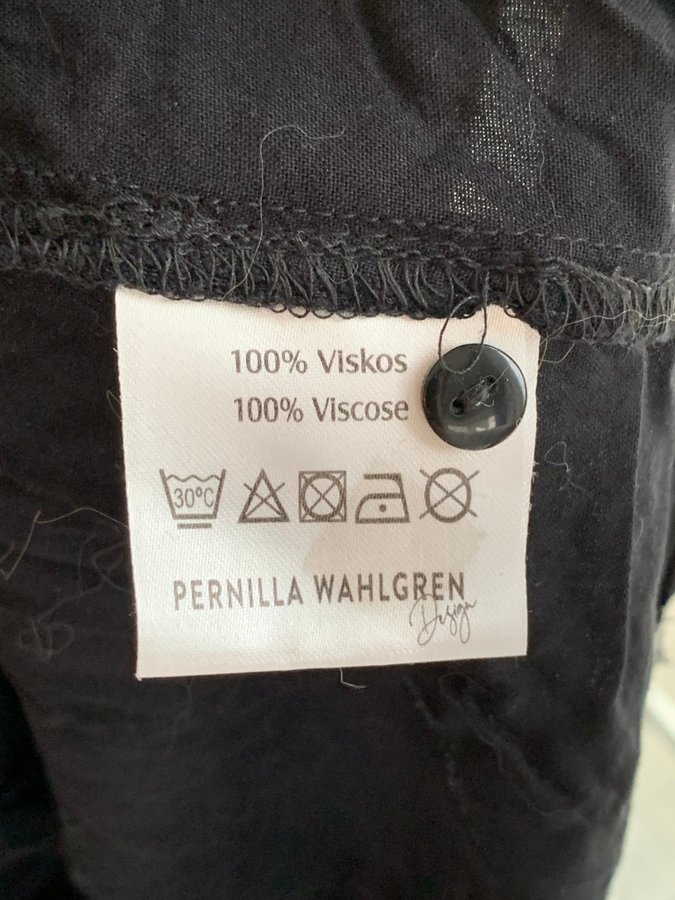 100% Viskos
100% Viscose
30°C
PERNILLA WAHLGREN
Design